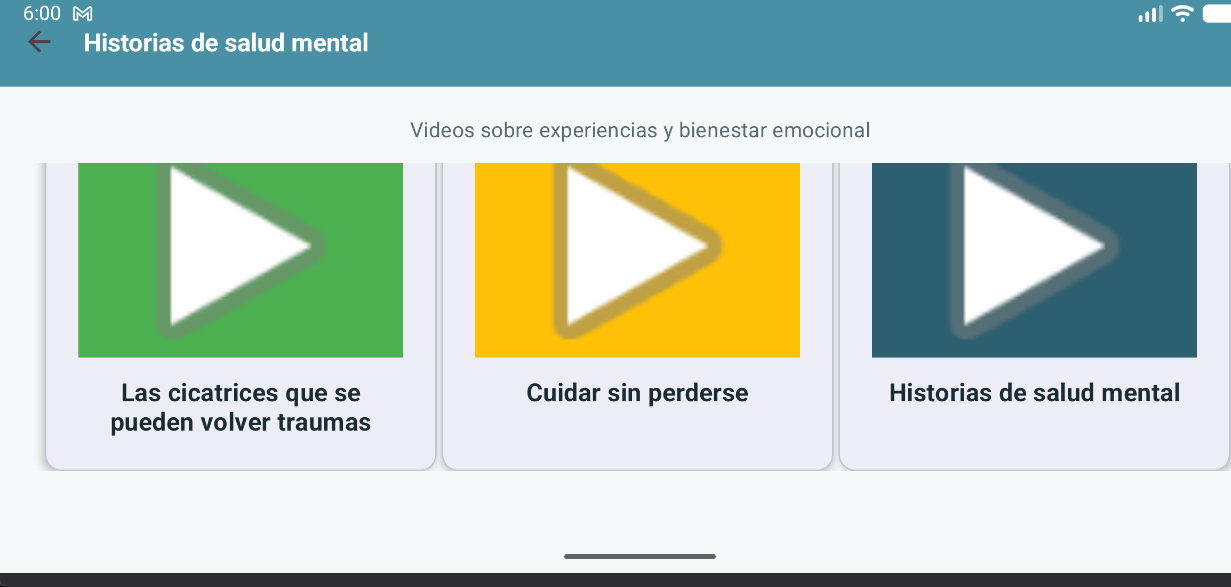 6:00
Historias de salud mental
Videos sobre experiencias y bienestar emocional
Las cicatrices que se
pueden volver traumas
Cuidar sin perderse
Historias de salud mental